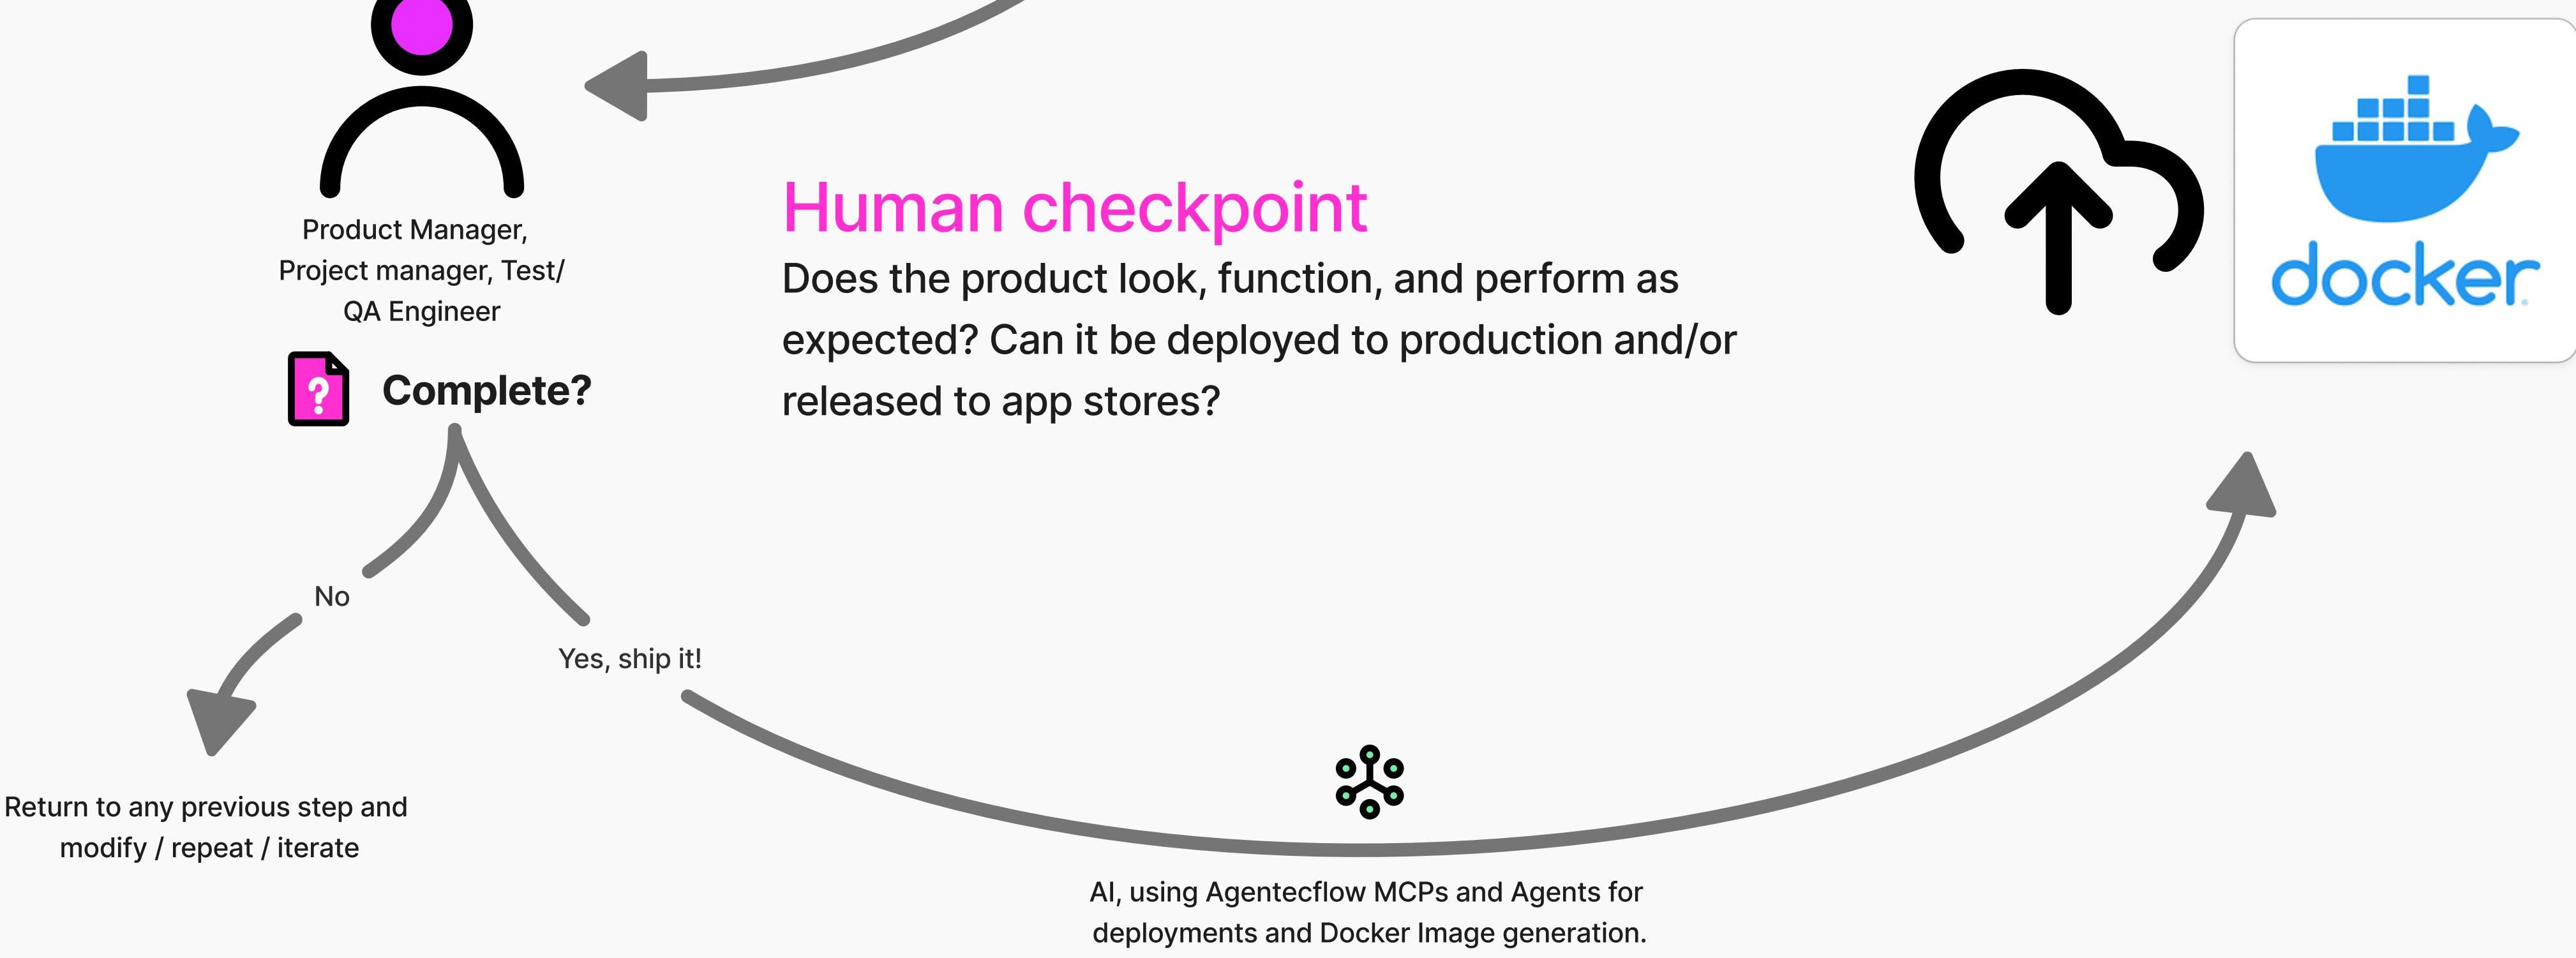 Product Manager,
Project manager, Test/
QA Engineer
Complete?
Human checkpoint
Does the product look, function, and perform as
expected? Can it be deployed to production and/or
released to app stores?
docker
No
Yes, ship it!
Return to any previous step and
modify / repeat / iterate
AI, using Agentecflow MCPs and Agents for
deployments and Docker Image generation.